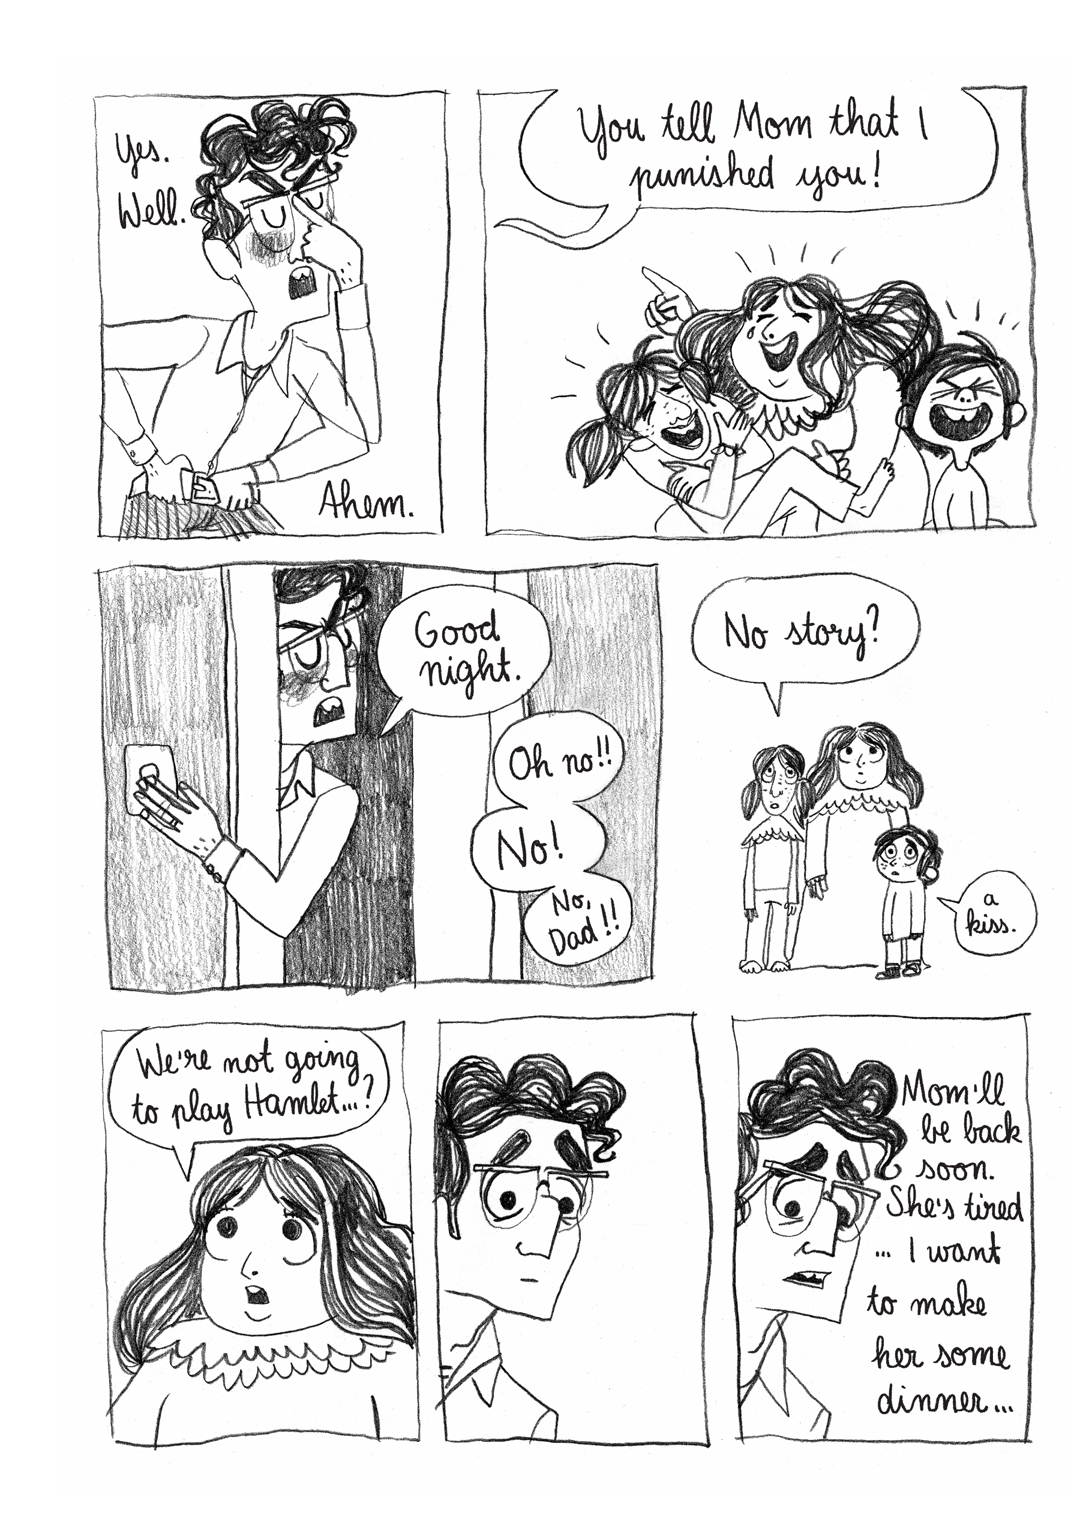 Yes.
Well.
Ahem.
You tell Mom that I
punished you!
Good
night.
Oh no!!
No!
No,
Dad!!
No story?
a
kiss.
We're not going
to play Hamlet...?
Mom'll
be back
soon.
She's tired
... I want
to make
her some
dinner...